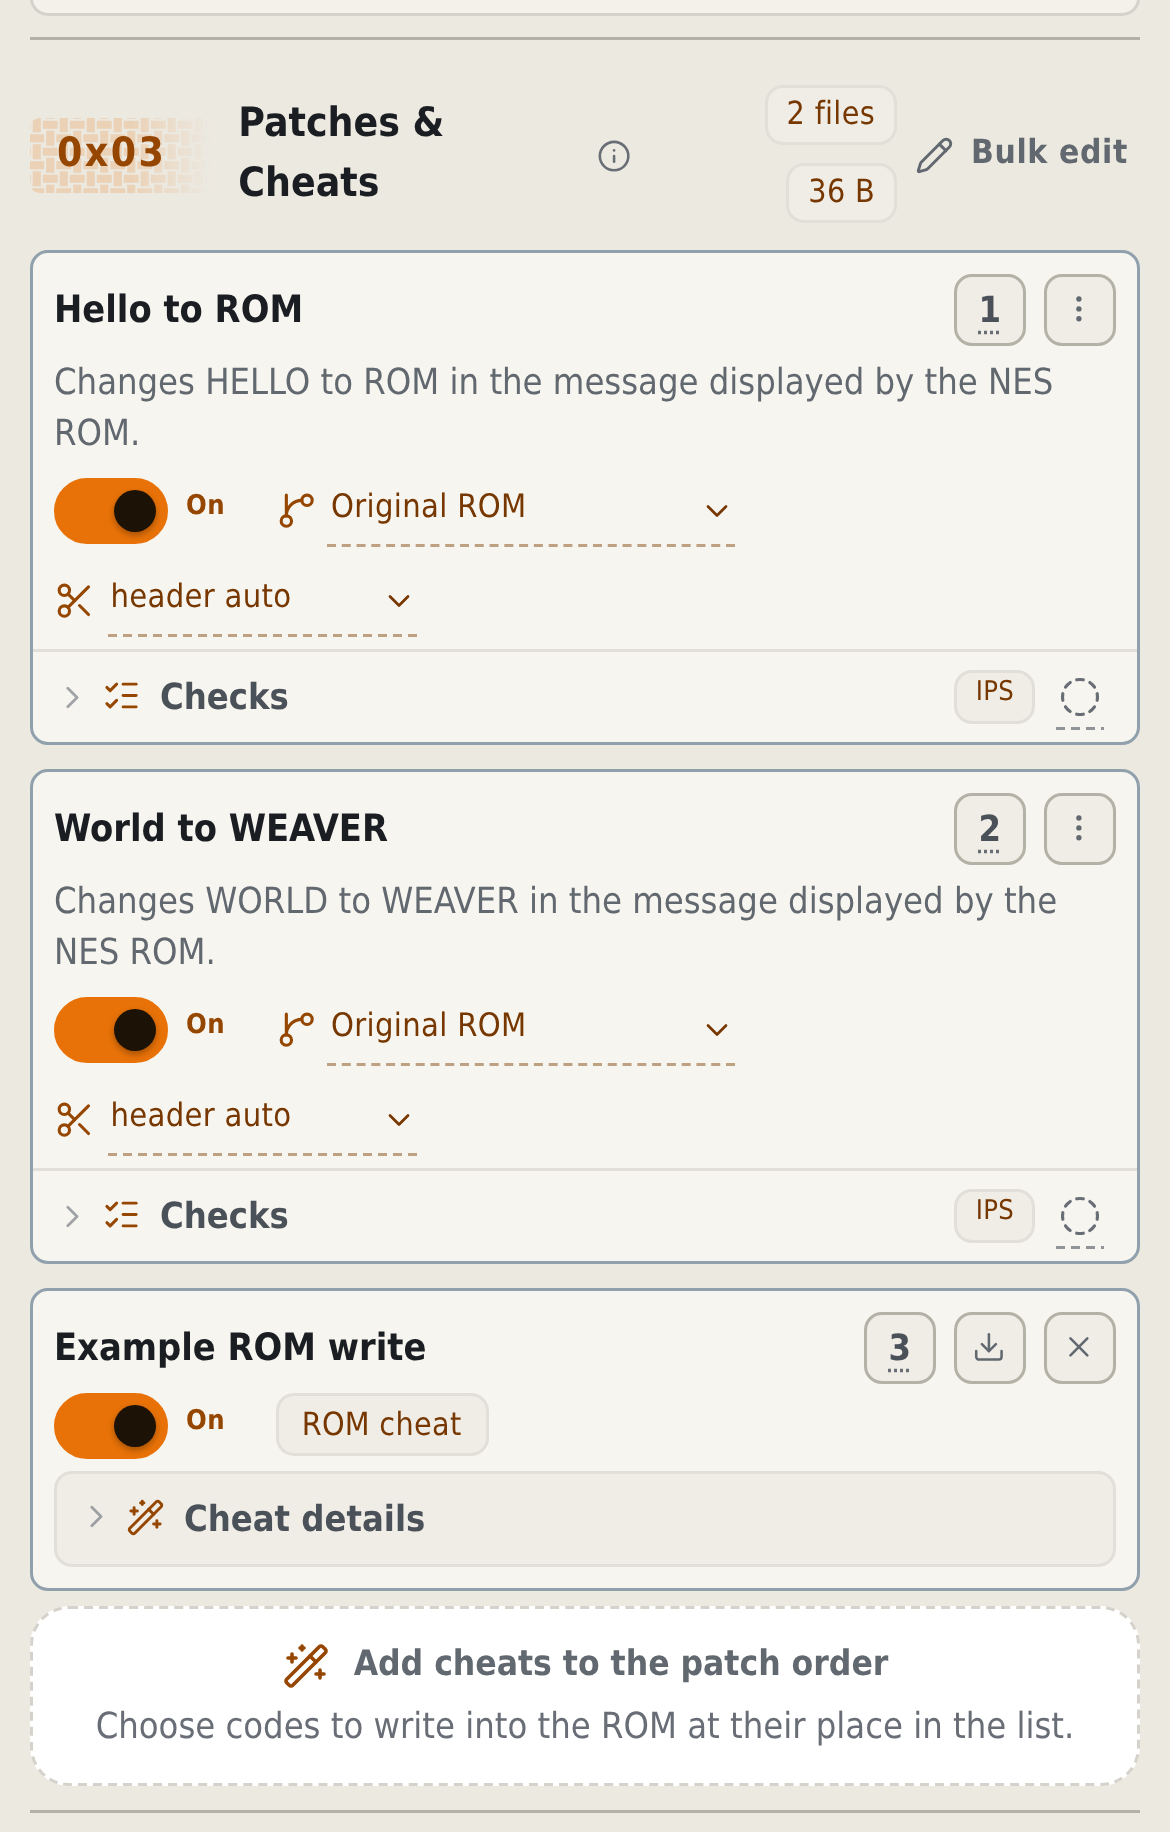 0x03
Patches &
Cheats
2 files
36 B
Bulk edit
Hello to ROM
1
Changes HELLO to ROM in the message displayed by the NES
ROM.
On
Original ROM
header auto
Checks
IPS
World to WEAVER
2
Changes WORLD to WEAVER in the message displayed by the
NES ROM.
On
Original ROM
header auto
Checks
IPS
Example ROM write
3
On
ROM cheat
Cheat details
Add cheats to the patch order
Choose codes to write into the ROM at their place in the list.